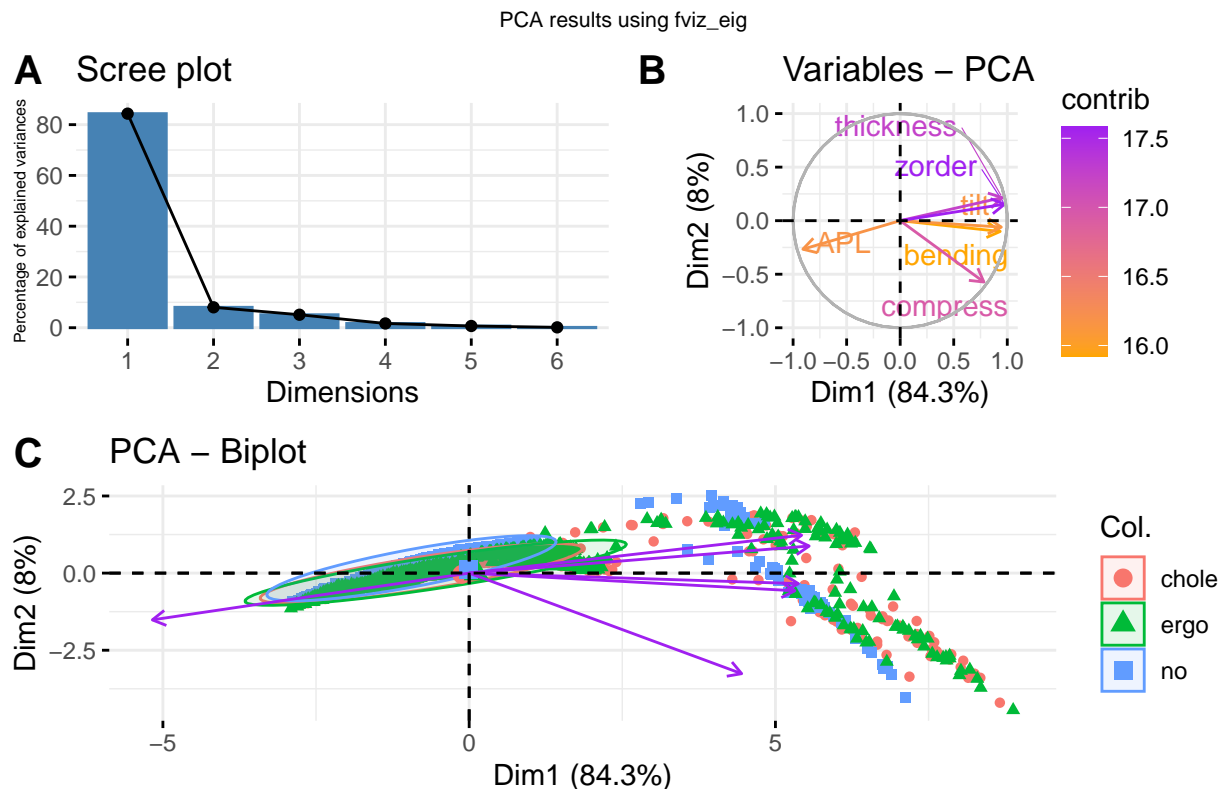 PCA results using fviz_eig
A Scree plot
Percentage of explained variances
80
60
40
20
0
1 2 3 4 5 6
Dimensions
B Variables – PCA
Dim2 (8%)
1.0
0.5
0.0
−0.5
−1.0
thickness
zorder
tilt
APL
bending
compress
−1.0 −0.5 0.0 0.5 1.0
Dim1 (84.3%)
contrib
17.5
17.0
16.5
16.0
C PCA – Biplot
Dim2 (8%)
2.5
0.0
−2.5
−5 0 5
Dim1 (84.3%)
Col.
chole
ergo
no